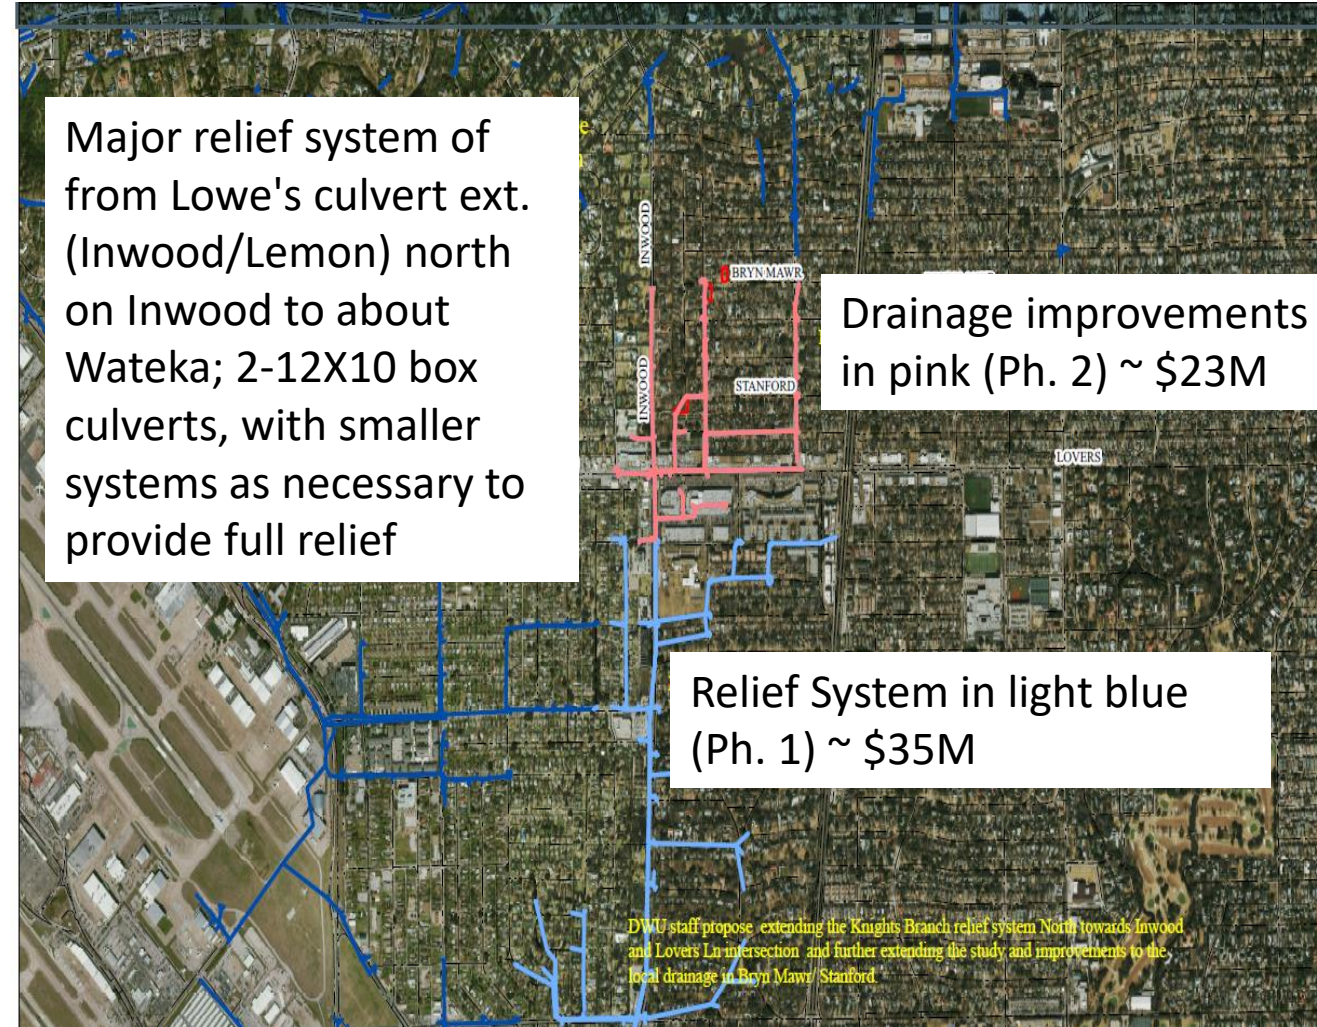 Major relief system of
from Lowe's culvert ext.
(Inwood/Lemon) north
on Inwood to about
Wateka; 2-12X10 box
culverts, with smaller
systems as necessary to
provide full relief
INWOOD
BRYN MAWR
Drainage improvements
in pink (Ph. 2) ~ $23M
INWOOD
STANFORD
LOVERS
Relief System in light blue
(Ph. 1) ~ $35M
DWU staff propose extending the Knights Branch relief system North towards Inwood
and Lovers Ln intersection and further extending the study and improvements to the
local drainage in Bryn Mawr/ Stanford.